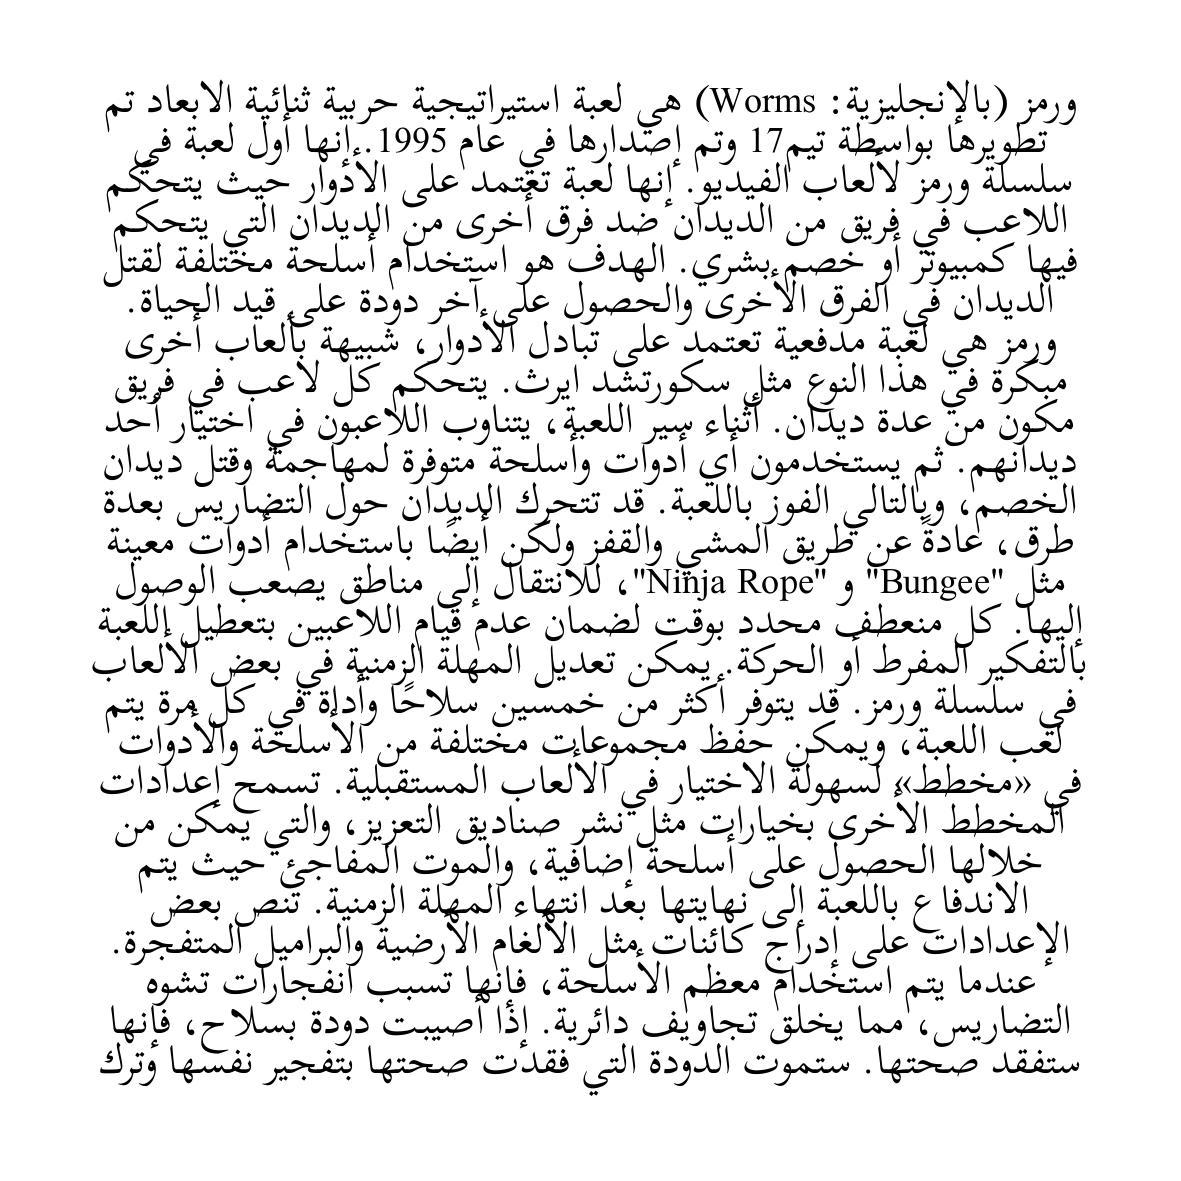 ورمز (بالإنجليزية: Worms) هي لعبة استيراتيجية حربية ثنائية الابعاد تم
تطويرها بواسطة تيم17 وتم إصدارها في عام 1995. إنها أول لعبة في
سلسلة ورمز لألعاب الفيديو. إنها لعبة تعتمد على الأدوار حيث يتحكم
اللاعب في فريق من الديدان ضد فرق أخرى من الديدان التي يتحكم
فيها كمبيوتر أو خصم بشري. الهدف هو استخدام أسلحة مختلفة لقتل
الديدان في الفرق الأخرى والحصول على آخر دودة على قيد الحياة.
ورمز هي لعبة مدفعية تعتمد على تبادل الأدوار، شبيهة بألعاب أخرى
مبكرة في هذا النوع مثل سكورتشد ايرث. يتحكم كل لاعب في فريق
مكون من عدة ديدان. أثناء سير اللعبة، يتناوب اللاعبون في اختيار أحد
ديدانهم. ثم يستخدمون أي أدوات وأسلحة متوفرة لمهاجمة وقتل ديدان
الخصم، وبالتالي الفوز باللعبة. قد تتحرك الديدان حول التضاريس بعدة
طرق، عادةً عن طريق المشي والقفز ولكن أيضًا باستخدام أدوات معينة
مثل "Bungee" و "Ninja Rope"، للانتقال إلى مناطق يصعب الوصول
إليها. كل منعطف محدد بوقت لضمان عدم قيام اللاعبين بتعطيل اللعبة
بالتفكير المفرط أو الحركة. يمكن تعديل المهلة الزمنية في بعض الألعاب
في سلسلة ورمز. قد يتوفر أكثر من خمسين سلاحًا وأداة في كل مرة يتم
لعب اللعبة، ويمكن حفظ مجموعات مختلفة من الأسلحة والأدوات
في «مخطط» لسهولة الاختيار في الألعاب المستقبلية. تسمح إعدادات
المخطط الأخرى بخيارات مثل نشر صناديق التعزيز، والتي يمكن من
خلالها الحصول على أسلحة إضافية، والموت المفاجئ حيث يتم
الاندفاع باللعبة إلى نهايتها بعد انتهاء المهلة الزمنية. تنص بعض
الإعدادات على إدراج كائنات مثل الألغام الأرضية والبراميل المتفجرة.
عندما يتم استخدام معظم الأسلحة، فإنها تسبب انفجارات تشوه
التضاريس، مما يخلق تجاويف دائرية. إذا أصيبت دودة بسلاح، فإنها
ستفقد صحتها. ستموت الدودة التي فقدت صحتها بتفجير نفسها وترك